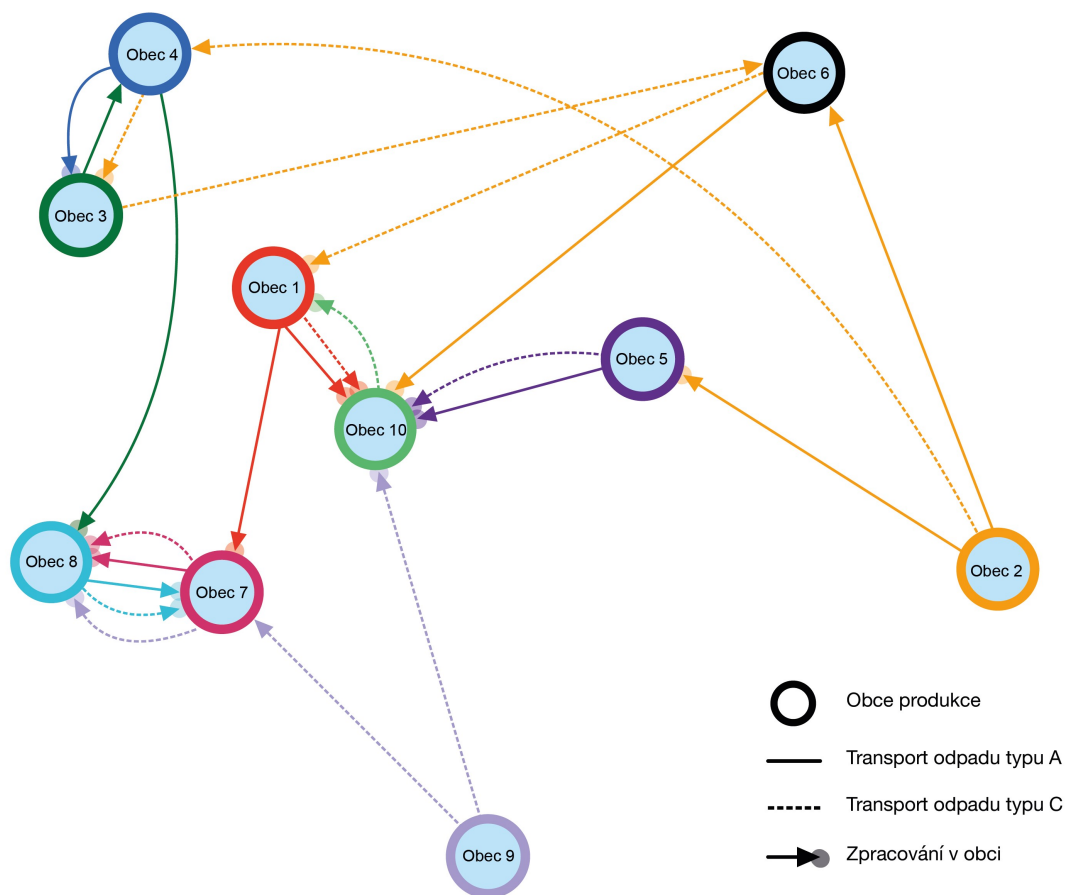 Obec 4
Obec 6
Obec 3
Obec 1
Obec 5
Obec 10
Obec 8
Obec 7
Obec 2
Obec 9
Obce produkce
Transport odpadu typu A
Transport odpadu typu C
Zpracování v obci